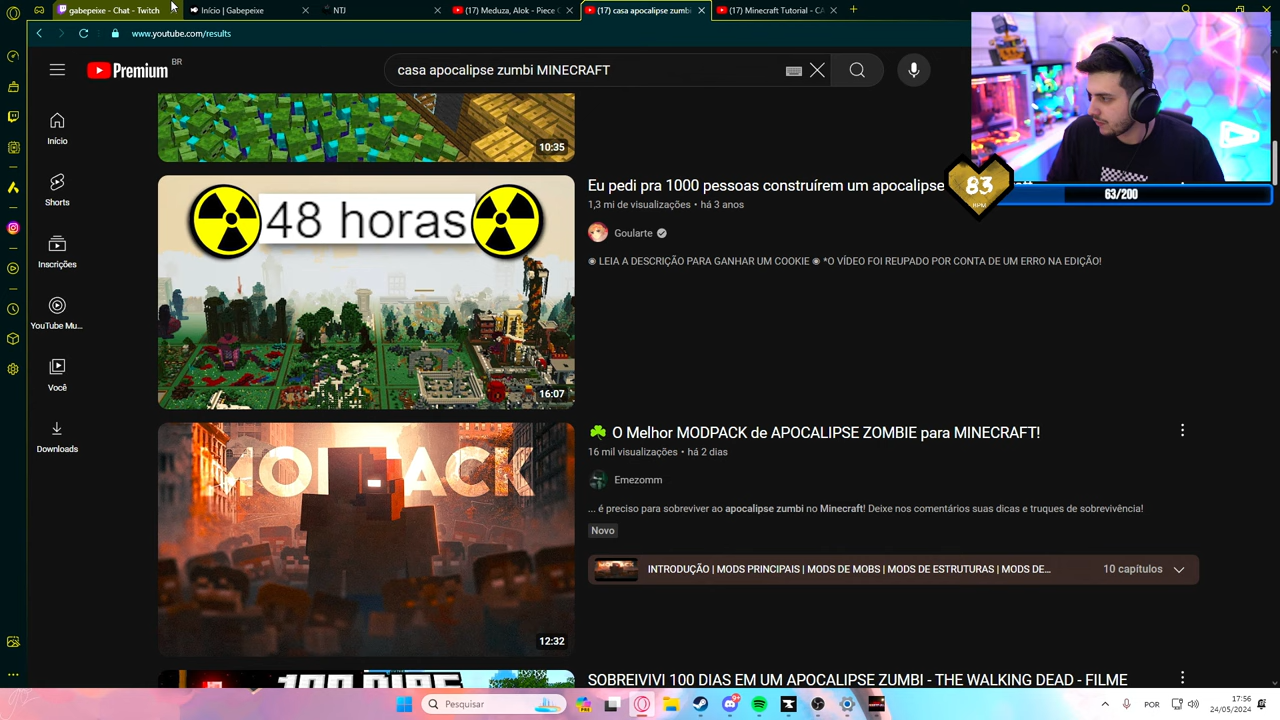 gabepeixe - Chat - Twitch
Início | Gabepeixe
NTJ
(17) Meduza, Alok - Piece O
(17) casa apocalipse zumbi
(17) Minecraft Tutorial - CA
www.youtube.com/results
Premium BR
casa apocalipse zumbi MINECRAFT
10:35
Início
Shorts
Inscrições
YouTube Mu...
Você
Downloads
48 horas
16:07
Eu pedi pra 1000 pessoas construírem um apocalipse
1,3 mi de visualizações • há 3 anos
Goularte
◉ LEIA A DESCRIÇÃO PARA GANHAR UM COOKIE ◉ *O VÍDEO FOI REUPADO POR CONTA DE UM ERRO NA EDIÇÃO!
83
BPM
63/200
MODPACK
12:32
☘ O Melhor MODPACK de APOCALIPSE ZOMBIE para MINECRAFT!
16 mil visualizações • há 2 dias
Emezomm
... é preciso para sobreviver ao apocalipse zumbi no Minecraft! Deixe nos comentários suas dicas e truques de sobrevivência!
Novo
INTRODUÇÃO | MODS PRINCIPAIS | MODS DE MOBS | MODS DE ESTRUTURAS | MODS DE...
10 capítulos
100 DIAS
SOBREVIVI 100 DIAS EM UM APOCALIPSE ZUMBI - THE WALKING DEAD - FILME
Pesquisar
POR
17:56
24/05/2024